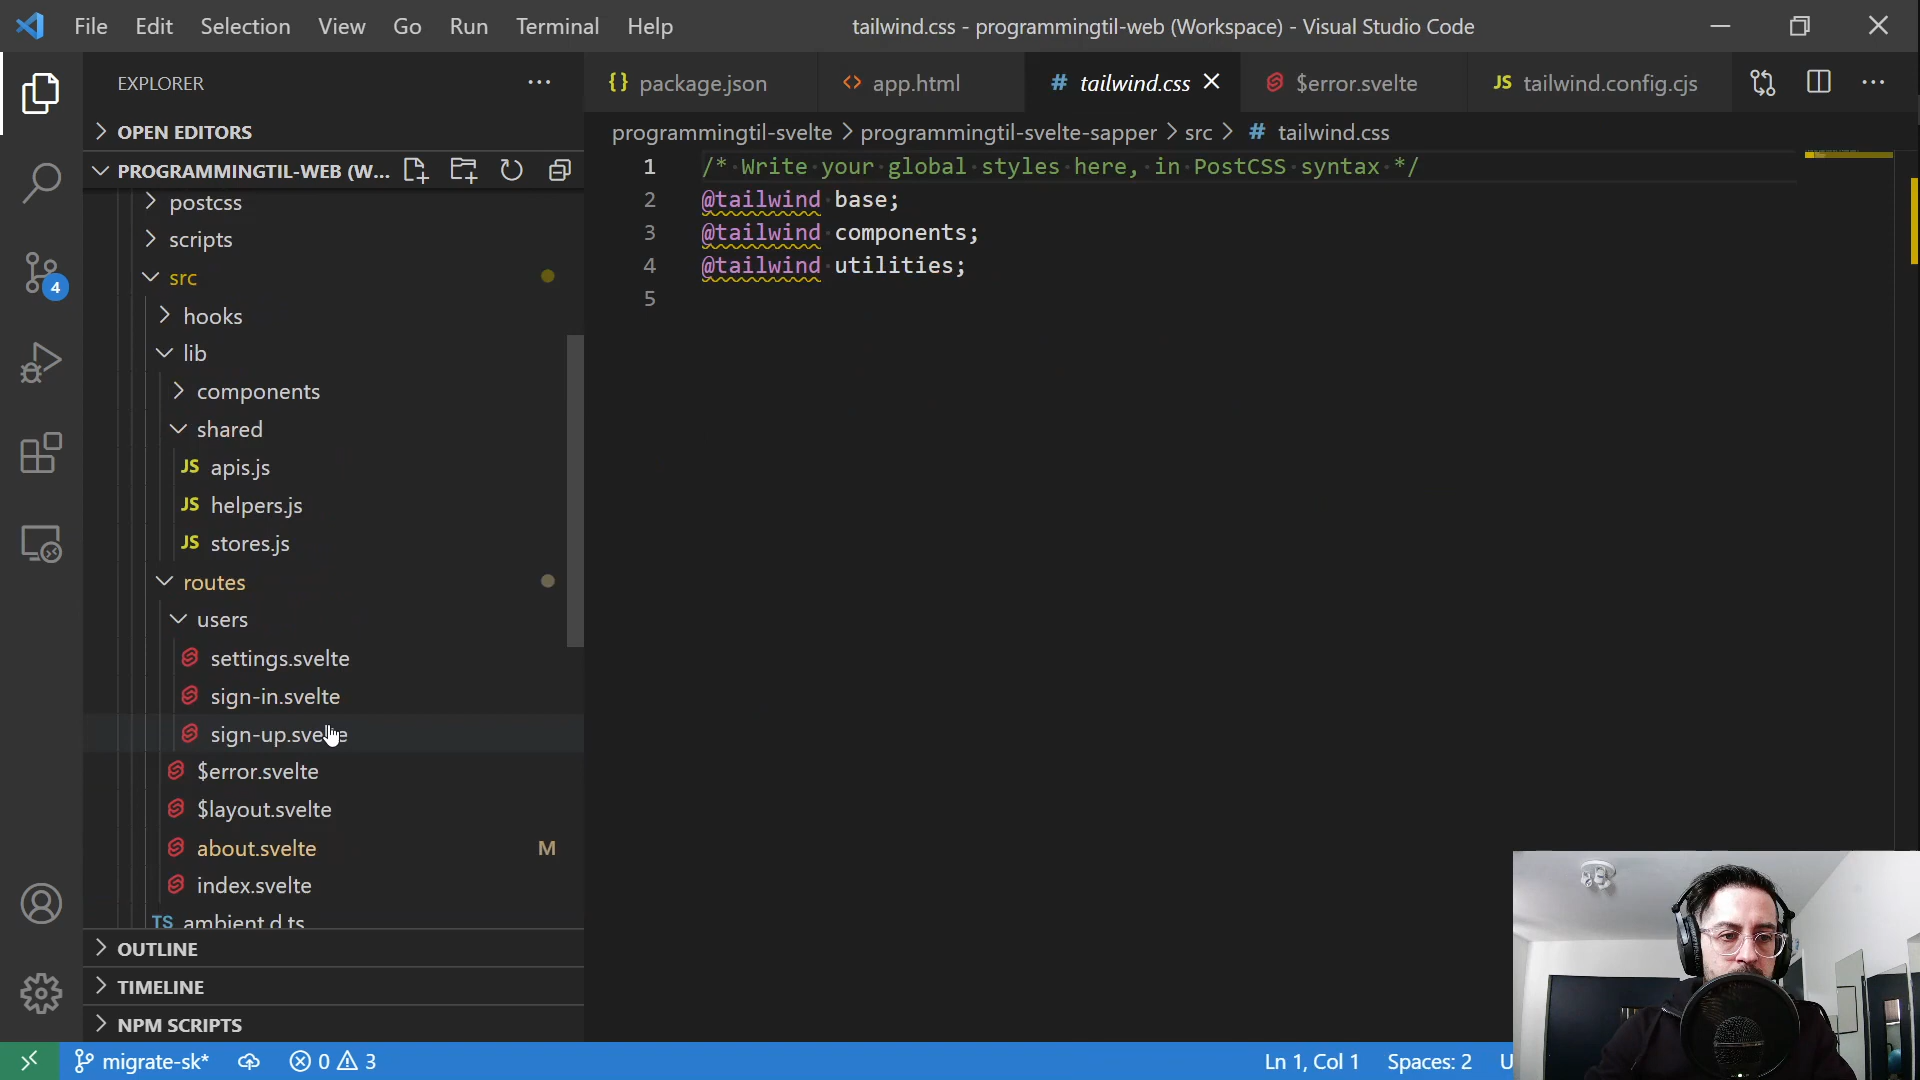 File Edit Selection View Go Run Terminal Help
tailwind.css - programmingtil-web (Workspace) - Visual Studio Code
EXPLORER
OPEN EDITORS
PROGRAMMINGTIL-WEB (W...
postcss
scripts
src
hooks
lib
components
shared
JS apis.js
JS helpers.js
JS stores.js
routes
users
settings.svelte
sign-in.svelte
sign-up.svelte
$error.svelte
$layout.svelte
about.svelte M
index.svelte
TS ambient.d.ts
OUTLINE
TIMELINE
NPM SCRIPTS
4
{} package.json
<> app.html
# tailwind.css
$error.svelte
JS tailwind.config.cjs
programmingtil-svelte > programmingtil-svelte-sapper > src > # tailwind.css
1 /* Write your global styles here, in PostCSS syntax */
2 @tailwind base;
3 @tailwind components;
4 @tailwind utilities;
5
migrate-sk* 0 3
Ln 1, Col 1 Spaces: 2 U